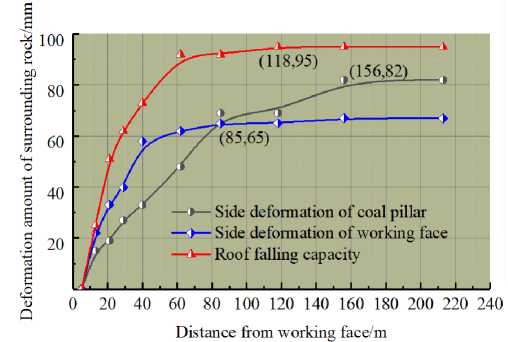 Deformation amount of surrounding rock/mm
100
80
60
40
20
(118,95)
(156,82)
(85,65)
Side deformation of coal pillar
Side deformation of working face
Roof falling capacity
0 20 40 60 80 100 120 140 160 180 200 220 240
Distance from working face/m